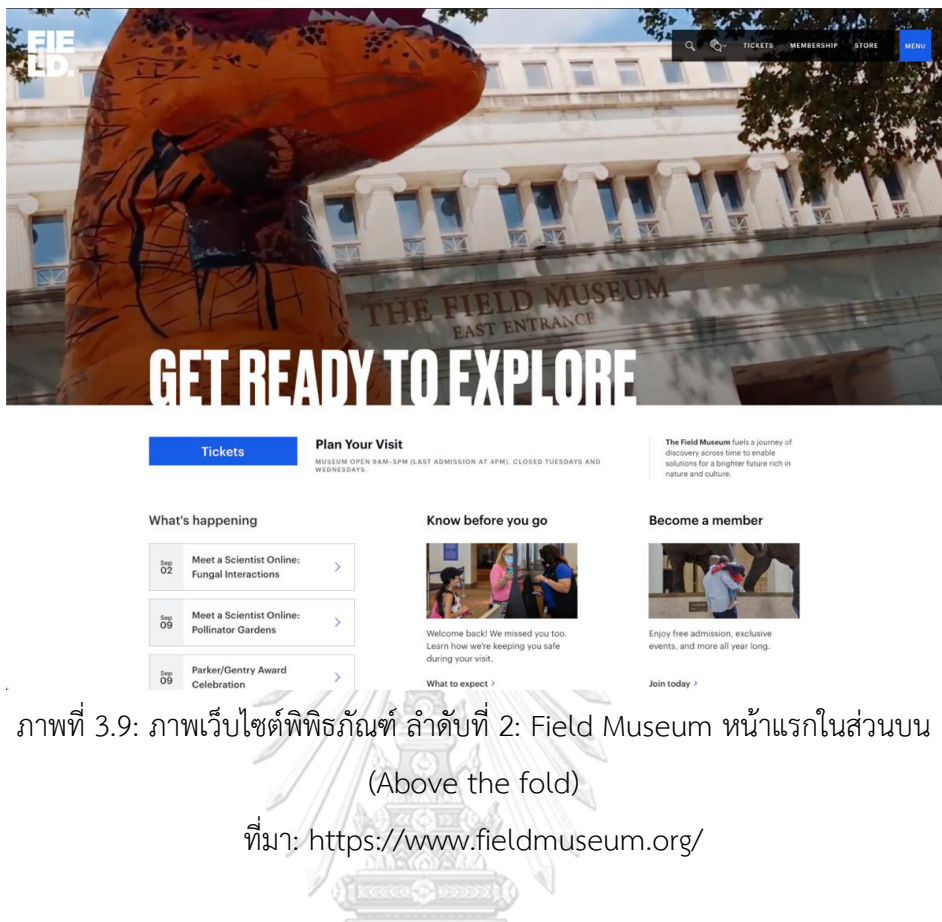 FIE
LD.
TICKETS MEMBERSHIP STORE MENU
THE FIELD MUSEUM
EAST ENTRANCE
GET READY TO EXPLORE
Tickets
Plan Your Visit
MUSEUM OPEN 9AM-5PM (LAST ADMISSION AT 4PM). CLOSED TUESDAYS AND
WEDNESDAYS.
The Field Museum fuels a journey of
discovery across time to enable
solutions for a brighter future rich in
nature and culture.
What's happening
Sep
02
Meet a Scientist Online:
Fungal Interactions
Sep
09
Meet a Scientist Online:
Pollinator Gardens
Sep
09
Parker/Gentry Award
Celebration
Know before you go
Welcome back! We missed you too.
Learn how we're keeping you safe
during your visit.
What to expect >
Become a member
Enjoy free admission, exclusive
events, and more all year long.
Join today >
ภาพที่ 3.9: ภาพเว็บไซต์พิพิธภัณฑ์ ลำดับที่ 2: Field Museum หน้าแรกในส่วนบน
(Above the fold)
ที่มา: https://www.fieldmuseum.org/